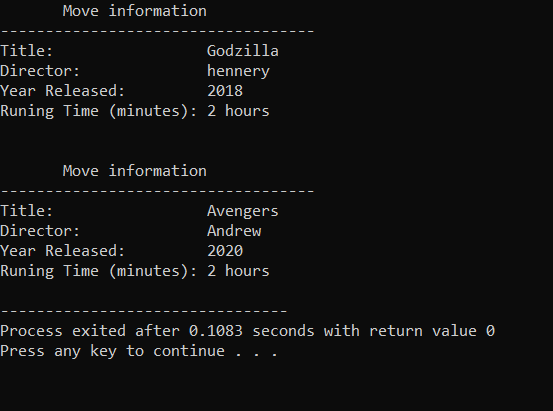 Move information
-----------------------------------
Title:                 Godzilla
Director:              hennery
Year Released:         2018
Runing Time (minutes): 2 hours
Move information
-----------------------------------
Title:                 Avengers
Director:              Andrew
Year Released:         2020
Runing Time (minutes): 2 hours
--------------------------------
Process exited after 0.1083 seconds with return value 0
Press any key to continue . . .